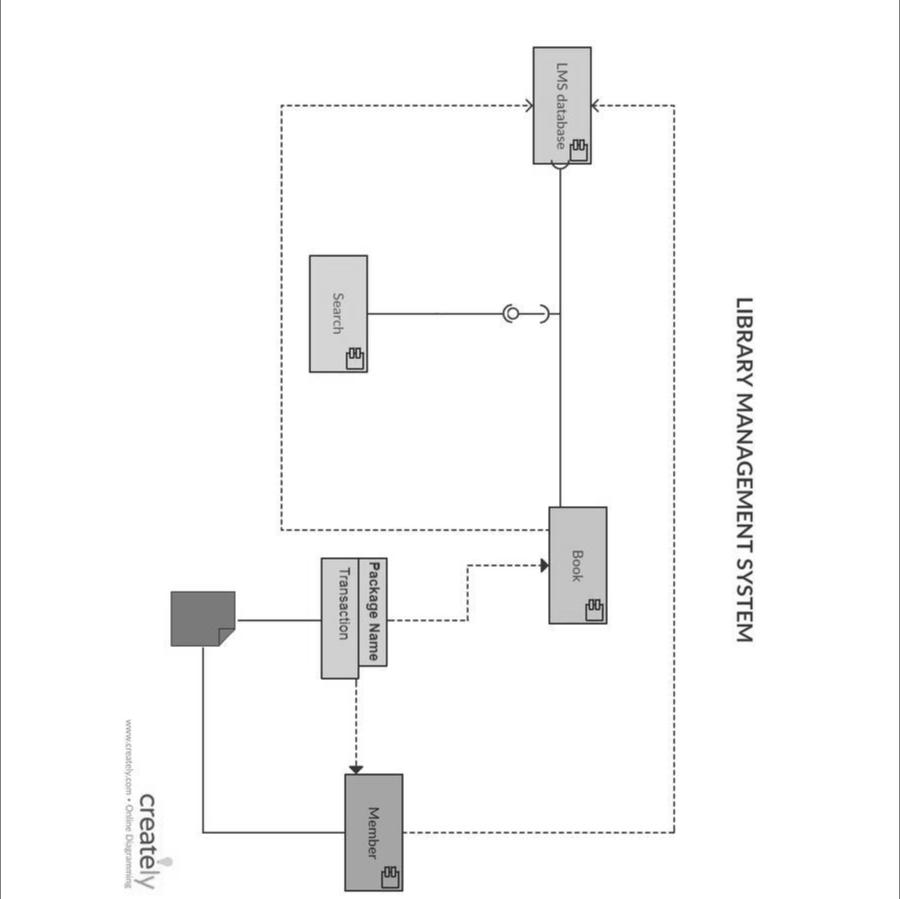 LIBRARY MANAGEMENT SYSTEM
LMS database
Search
Book
Package Name
Transaction
Member
creately
www.creately.com • Online Diagramming